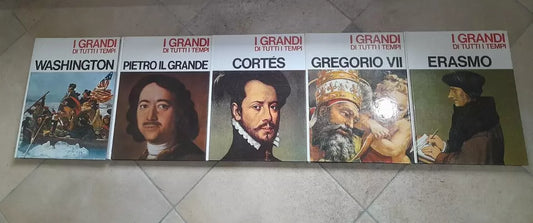 I GRANDI
DI TUTTI I TEMPI
WASHINGTON
I GRANDI
DI TUTTI I TEMPI
PIETRO IL GRANDE
I GRANDI
DI TUTTI I TEMPI
CORTÉS
I GRANDI
DI TUTTI I TEMPI
GREGORIO VII
I GRANDI
DI TUTTI I TEMPI
ERASMO